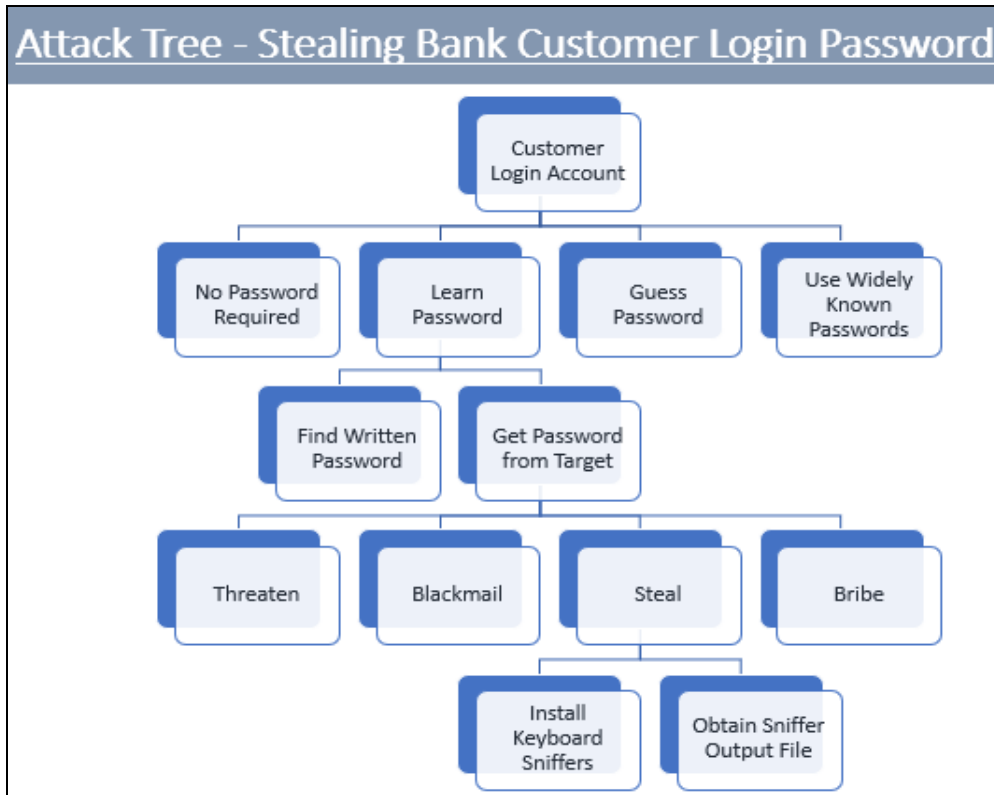 Attack Tree - Stealing Bank Customer Login Password
Customer
Login Account
No Password
Required
Learn
Password
Guess
Password
Use Widely
Known
Passwords
Find Written
Password
Get Password
from Target
Threaten
Blackmail
Steal
Bribe
Install
Keyboard
Sniffers
Obtain Sniffer
Output File